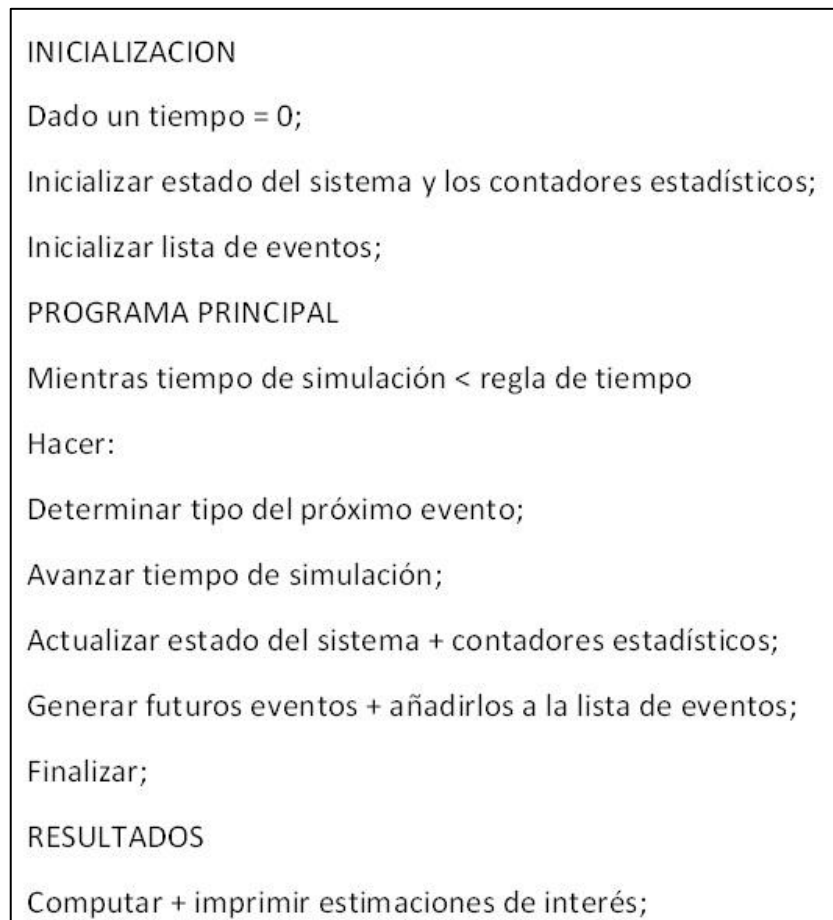 INICIALIZACION
Dado un tiempo = 0;
Inicializar estado del sistema y los contadores estadísticos;
Inicializar lista de eventos;
PROGRAMA PRINCIPAL
Mientras tiempo de simulación < regla de tiempo
Hacer:
Determinar tipo del próximo evento;
Avanzar tiempo de simulación;
Actualizar estado del sistema + contadores estadísticos;
Generar futuros eventos + añadirlos a la lista de eventos;
Finalizar;
RESULTADOS
Computar + imprimir estimaciones de interés;